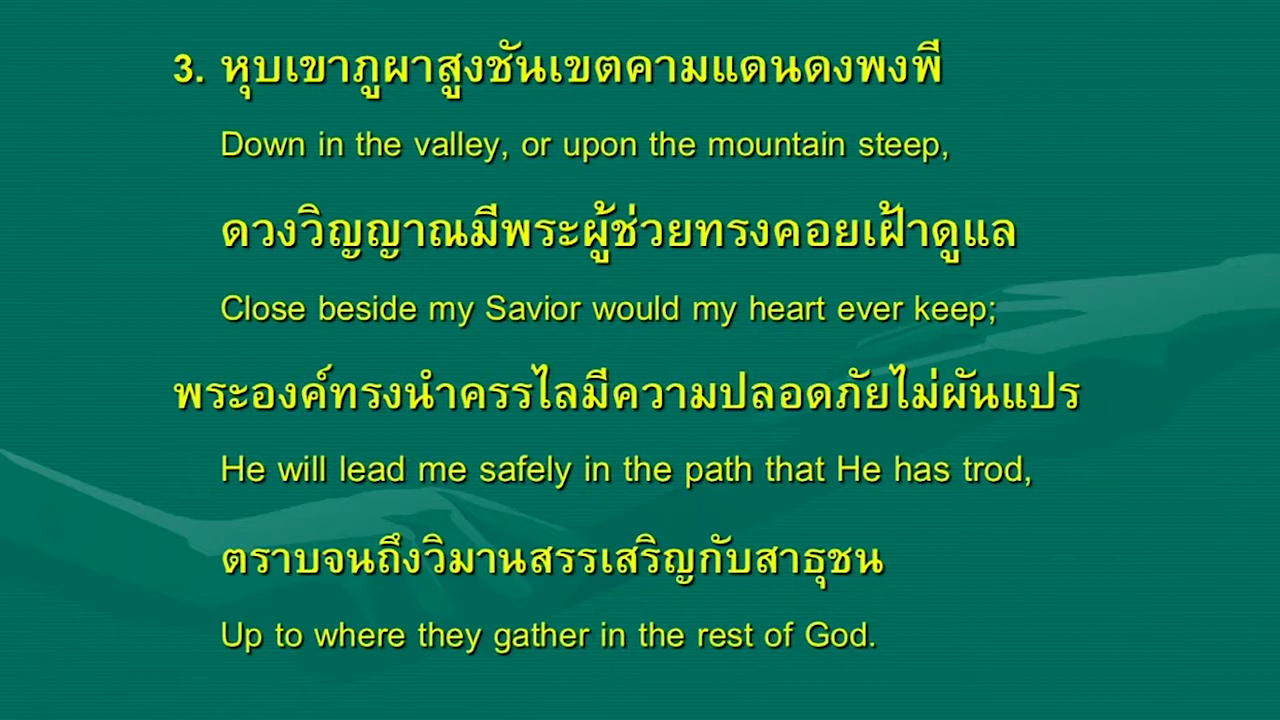 3. หุบเขาภูผาสูงชันเขตคามแดนดงพงพี
Down in the valley, or upon the mountain steep,
ดวงวิญญาณมีพระผู้ช่วยทรงคอยเฝ้าดูแล
Close beside my Savior would my heart ever keep;
พระองค์ทรงนำครรไลมีความปลอดภัยไม่ผันแปร
He will lead me safely in the path that He has trod,
ตราบจนถึงวิมานสรรเสริญกับสาธุชน
Up to where they gather in the rest of God.